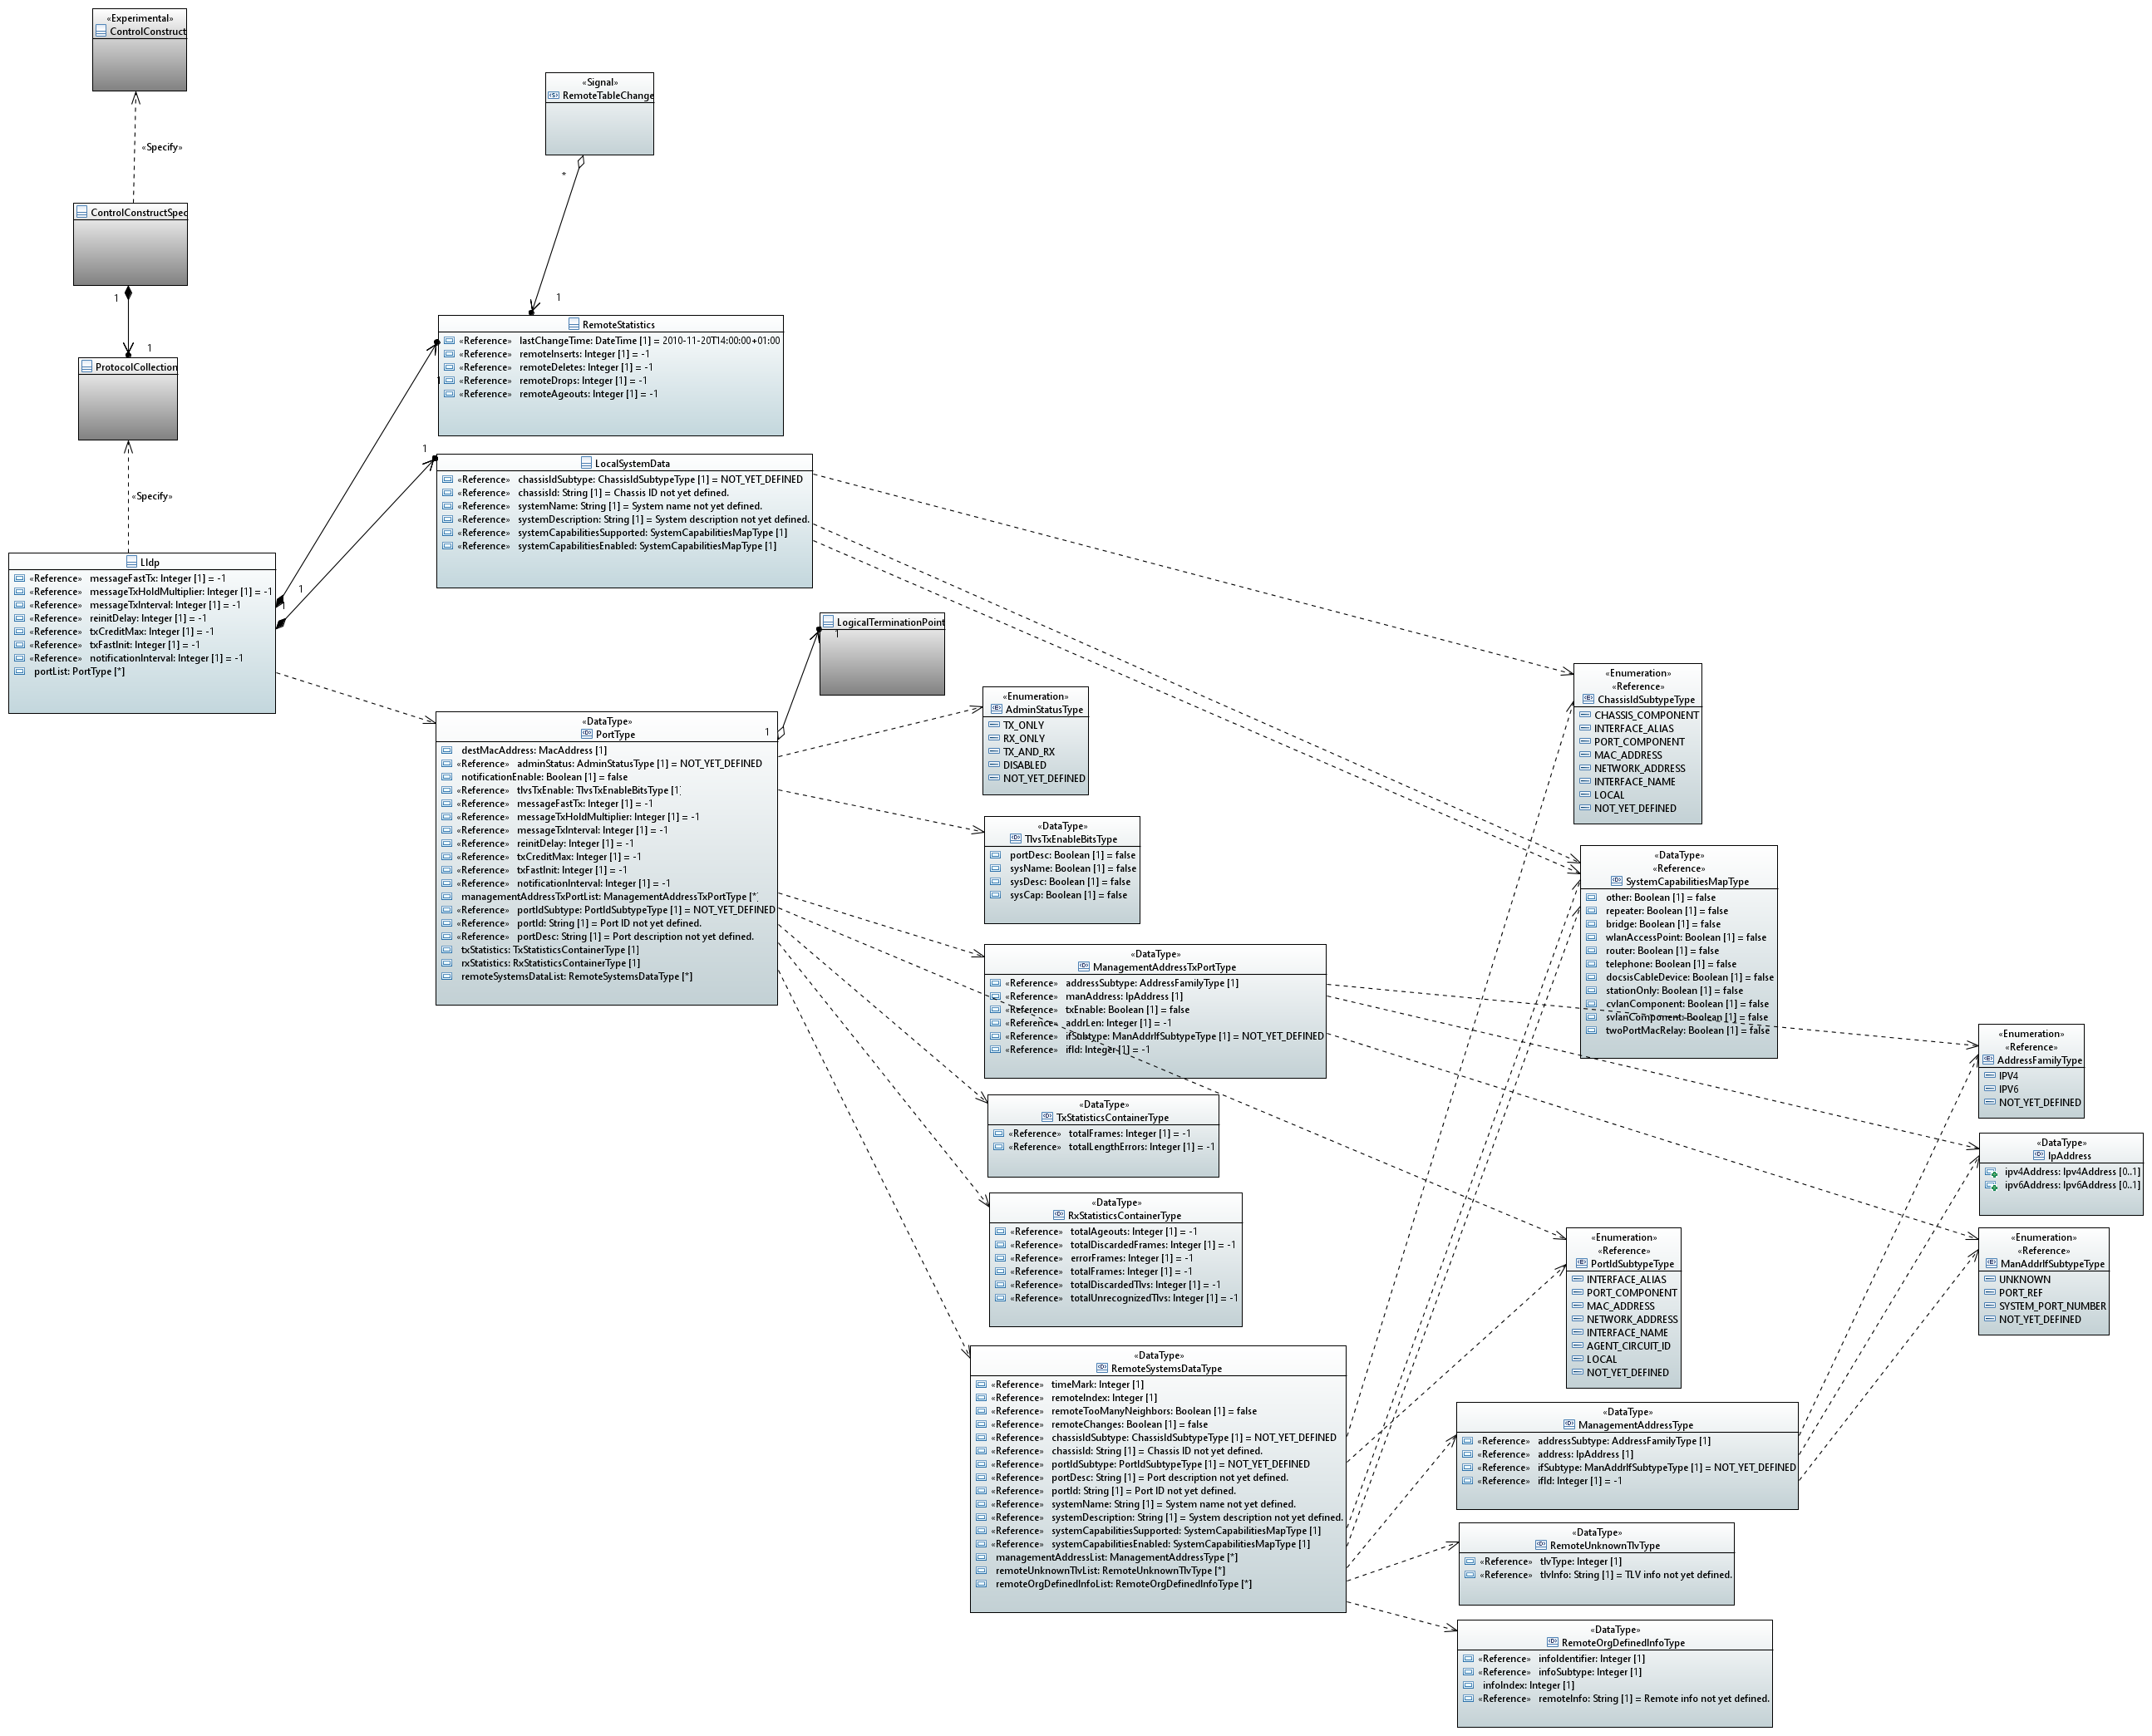 «Experimental»
ControlConstruct
«Specify»
ControlConstructSpec
1
1
ProtocolCollection
«Specify»
Lldp
«Reference» messageFastTx: Integer [1] = -1
«Reference» messageTxHoldMultiplier: Integer [1] = -1
«Reference» messageTxInterval: Integer [1] = -1
«Reference» reinitDelay: Integer [1] = -1
«Reference» txCreditMax: Integer [1] = -1
«Reference» txFastInit: Integer [1] = -1
«Reference» notificationInterval: Integer [1] = -1
portList: PortType [*]
1
1
1
1
«Signal»
RemoteTableChange
*
1
RemoteStatistics
«Reference» lastChangeTime: DateTime [1] = 2010-11-20T14:00:00+01:00
«Reference» remoteInserts: Integer [1] = -1
«Reference» remoteDeletes: Integer [1] = -1
«Reference» remoteDrops: Integer [1] = -1
«Reference» remoteAgeouts: Integer [1] = -1
LocalSystemData
«Reference» chassisIdSubtype: ChassisIdSubtypeType [1] = NOT_YET_DEFINED
«Reference» chassisId: String [1] = Chassis ID not yet defined.
«Reference» systemName: String [1] = System name not yet defined.
«Reference» systemDescription: String [1] = System description not yet defined.
«Reference» systemCapabilitiesSupported: SystemCapabilitiesMapType [1]
«Reference» systemCapabilitiesEnabled: SystemCapabilitiesMapType [1]
LogicalTerminationPoint
1
1
«DataType»
PortType
destMacAddress: MacAddress [1]
«Reference» adminStatus: AdminStatusType [1] = NOT_YET_DEFINED
notificationEnable: Boolean [1] = false
«Reference» tlvsTxEnable: TlvsTxEnableBitsType [1]
«Reference» messageFastTx: Integer [1] = -1
«Reference» messageTxHoldMultiplier: Integer [1] = -1
«Reference» messageTxInterval: Integer [1] = -1
«Reference» reinitDelay: Integer [1] = -1
«Reference» txCreditMax: Integer [1] = -1
«Reference» txFastInit: Integer [1] = -1
«Reference» notificationInterval: Integer [1] = -1
managementAddressTxPortList: ManagementAddressTxPortType [*]
«Reference» portIdSubtype: PortIdSubtypeType [1] = NOT_YET_DEFINED
«Reference» portId: String [1] = Port ID not yet defined.
«Reference» portDesc: String [1] = Port description not yet defined.
txStatistics: TxStatisticsContainerType [1]
rxStatistics: RxStatisticsContainerType [1]
remoteSystemsDataList: RemoteSystemsDataType [*]
«Enumeration»
AdminStatusType
TX_ONLY
RX_ONLY
TX_AND_RX
DISABLED
NOT_YET_DEFINED
«DataType»
TlvsTxEnableBitsType
portDesc: Boolean [1] = false
sysName: Boolean [1] = false
sysDesc: Boolean [1] = false
sysCap: Boolean [1] = false
«DataType»
ManagementAddressTxPortType
«Reference» addressSubtype: AddressFamilyType [1]
«Reference» manAddress: IpAddress [1]
«Reference» txEnable: Boolean [1] = false
«Reference» addrLen: Integer [1] = -1
«Reference» ifSubtype: ManAddrIfSubtypeType [1] = NOT_YET_DEFINED
«Reference» ifId: Integer [1] = -1
«DataType»
TxStatisticsContainerType
«Reference» totalFrames: Integer [1] = -1
«Reference» totalLengthErrors: Integer [1] = -1
«DataType»
RxStatisticsContainerType
«Reference» totalAgeouts: Integer [1] = -1
«Reference» totalDiscardedFrames: Integer [1] = -1
«Reference» errorFrames: Integer [1] = -1
«Reference» totalFrames: Integer [1] = -1
«Reference» totalDiscardedTlvs: Integer [1] = -1
«Reference» totalUnrecognizedTlvs: Integer [1] = -1
«DataType»
RemoteSystemsDataType
«Reference» timeMark: Integer [1]
«Reference» remoteIndex: Integer [1]
«Reference» remoteTooManyNeighbors: Boolean [1] = false
«Reference» remoteChanges: Boolean [1] = false
«Reference» chassisIdSubtype: ChassisIdSubtypeType [1] = NOT_YET_DEFINED
«Reference» chassisId: String [1] = Chassis ID not yet defined.
«Reference» portIdSubtype: PortIdSubtypeType [1] = NOT_YET_DEFINED
«Reference» portDesc: String [1] = Port description not yet defined.
«Reference» portId: String [1] = Port ID not yet defined.
«Reference» systemName: String [1] = System name not yet defined.
«Reference» systemDescription: String [1] = System description not yet defined.
«Reference» systemCapabilitiesSupported: SystemCapabilitiesMapType [1]
«Reference» systemCapabilitiesEnabled: SystemCapabilitiesMapType [1]
managementAddressList: ManagementAddressType [*]
remoteUnknownTlvList: RemoteUnknownTlvType [*]
remoteOrgDefinedInfoList: RemoteOrgDefinedInfoType [*]
«Enumeration»
«Reference»
ChassisIdSubtypeType
CHASSIS_COMPONENT
INTERFACE_ALIAS
PORT_COMPONENT
MAC_ADDRESS
NETWORK_ADDRESS
INTERFACE_NAME
LOCAL
NOT_YET_DEFINED
«DataType»
«Reference»
SystemCapabilitiesMapType
other: Boolean [1] = false
repeater: Boolean [1] = false
bridge: Boolean [1] = false
wlanAccessPoint: Boolean [1] = false
router: Boolean [1] = false
telephone: Boolean [1] = false
docsisCableDevice: Boolean [1] = false
stationOnly: Boolean [1] = false
cvlanComponent: Boolean [1] = false
svlanComponent: Boolean [1] = false
twoPortMacRelay: Boolean [1] = false
«Enumeration»
«Reference»
AddressFamilyType
IPV4
IPV6
NOT_YET_DEFINED
«DataType»
IpAddress
ipv4Address: Ipv4Address [0..1]
ipv6Address: Ipv6Address [0..1]
«Enumeration»
«Reference»
ManAddrIfSubtypeType
UNKNOWN
PORT_REF
SYSTEM_PORT_NUMBER
NOT_YET_DEFINED
«Enumeration»
«Reference»
PortIdSubtypeType
INTERFACE_ALIAS
PORT_COMPONENT
MAC_ADDRESS
NETWORK_ADDRESS
INTERFACE_NAME
AGENT_CIRCUIT_ID
LOCAL
NOT_YET_DEFINED
«DataType»
ManagementAddressType
«Reference» addressSubtype: AddressFamilyType [1]
«Reference» address: IpAddress [1]
«Reference» ifSubtype: ManAddrIfSubtypeType [1] = NOT_YET_DEFINED
«Reference» ifId: Integer [1] = -1
«DataType»
RemoteUnknownTlvType
«Reference» tlvType: Integer [1]
«Reference» tlvInfo: String [1] = TLV info not yet defined.
«DataType»
RemoteOrgDefinedInfoType
«Reference» infoIdentifier: Integer [1]
«Reference» infoSubtype: Integer [1]
infoIndex: Integer [1]
«Reference» remoteInfo: String [1] = Remote info not yet defined.